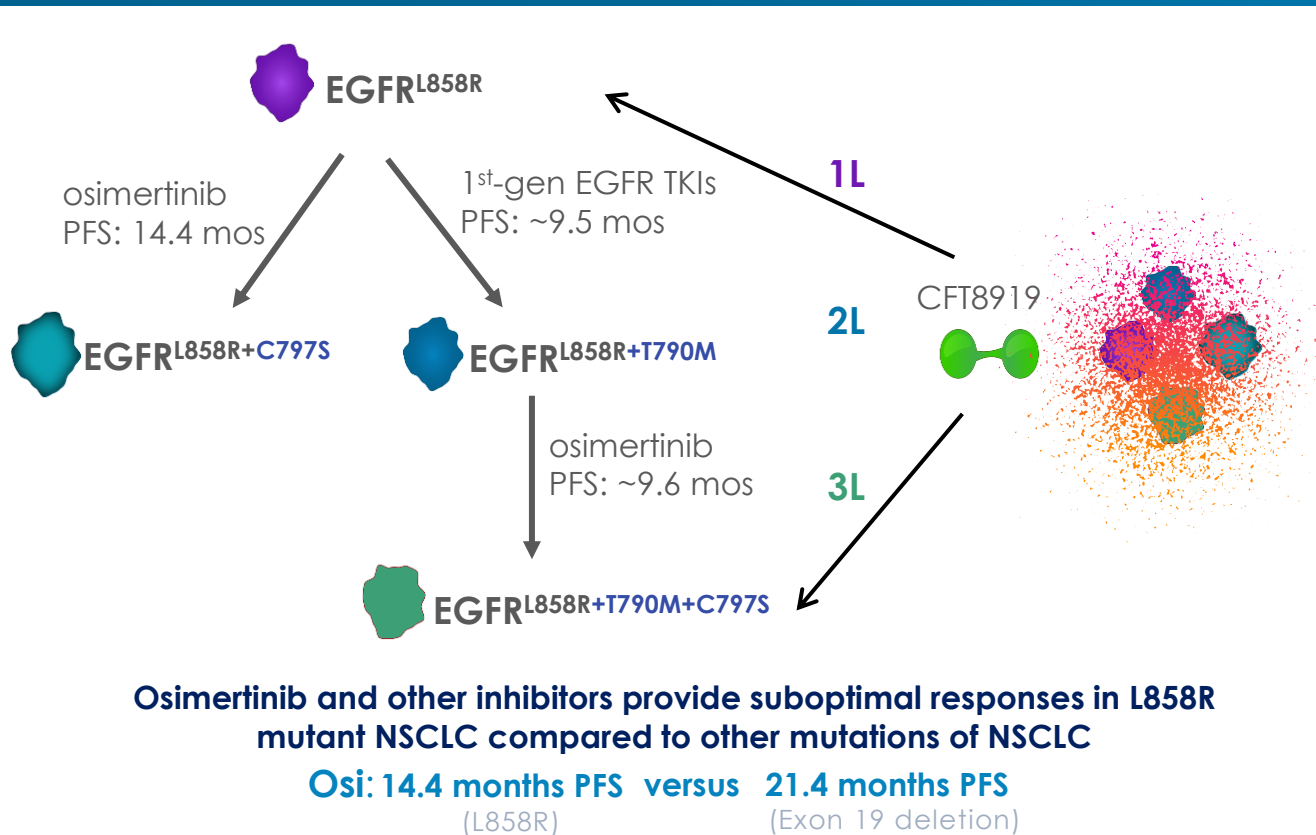 EGFRL858R
osimertinib
PFS: 14.4 mos
1st-gen EGFR TKIs
PFS: ~9.5 mos
1L
CFT8919
2L
EGFRL858R+C797S
EGFRL858R+T790M
osimertinib
PFS: ~9.6 mos
3L
EGFRL858R+T790M+C797S
Osimertinib and other inhibitors provide suboptimal responses in L858R
mutant NSCLC compared to other mutations of NSCLC
Osi: 14.4 months PFS versus 21.4 months PFS
(L858R) (Exon 19 deletion)